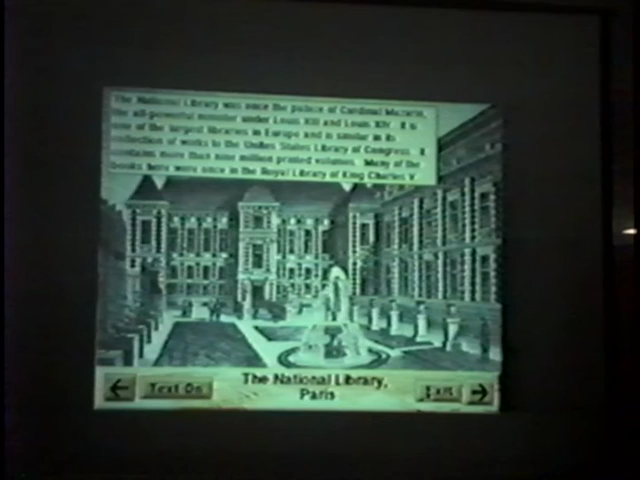 The National Library was once the palace of Cardinal Mazarin,
the all-powerful minister under Louis XIII and Louis XIV. It is
one of the largest libraries in Europe and is similar in its
collection of works to the United States Library of Congress. It
contains more than nine million printed volumes. Many of the
books here were once in the Royal Library of King Charles V.
Text On
The National Library,
Paris
Exit